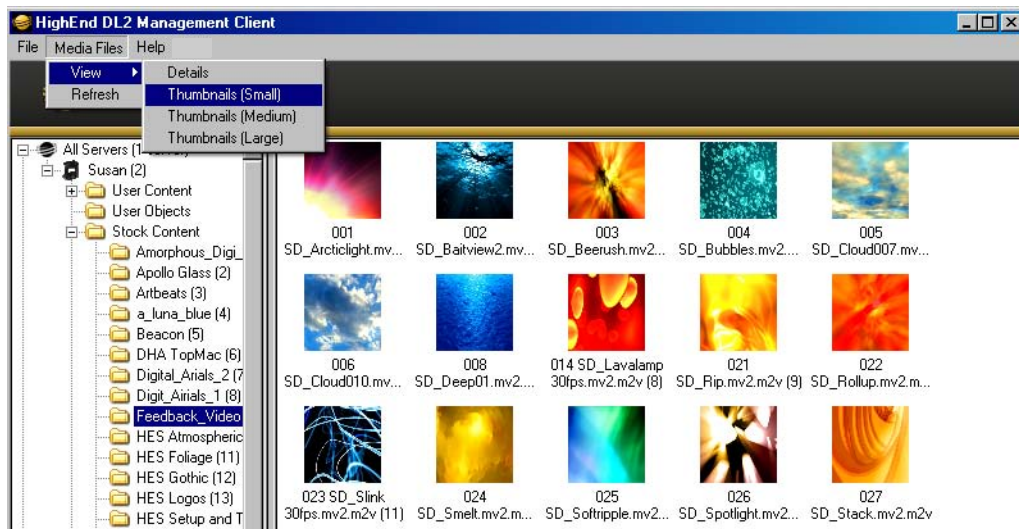 HighEnd DL2 Management Client
File Media Files Help
View
Refresh
Details
Thumbnails (Small)
Thumbnails (Medium)
Thumbnails (Large)
All Servers (1
Susan (2)
User Content
User Objects
Stock Content
Amorphous_Digi_
Apollo Glass (2)
Artbeats (3)
a_luna_blue (4)
Beacon (5)
DHA TopMac (6)
Digital_Arials_2 (7
Digit_Airials_1 (8)
Feedback_Video
HES Atmospheric
HES Foliage (11)
HES Gothic (12)
HES Logos (13)
HES Setup and T
001
SD_Arcticlight.mv...
002
SD_Baitview2.mv...
003
SD_Beerush.mv2...
004
SD_Bubbles.mv2....
005
SD_Cloud007.mv...
006
SD_Cloud010.mv...
008
SD_Deep01.mv2....
014 SD_Lavalamp
30fps.mv2.m2v (8)
021
SD_Rip.mv2.m2v (9)
022
SD_Rollup.mv2.m...
023 SD_Slink
30fps.mv2.m2v (11)
024
SD_Smelt.mv2.m...
025
SD_Softripple.mv2...
026
SD_Spotlight.mv2...
027
SD_Stack.mv2.m2v